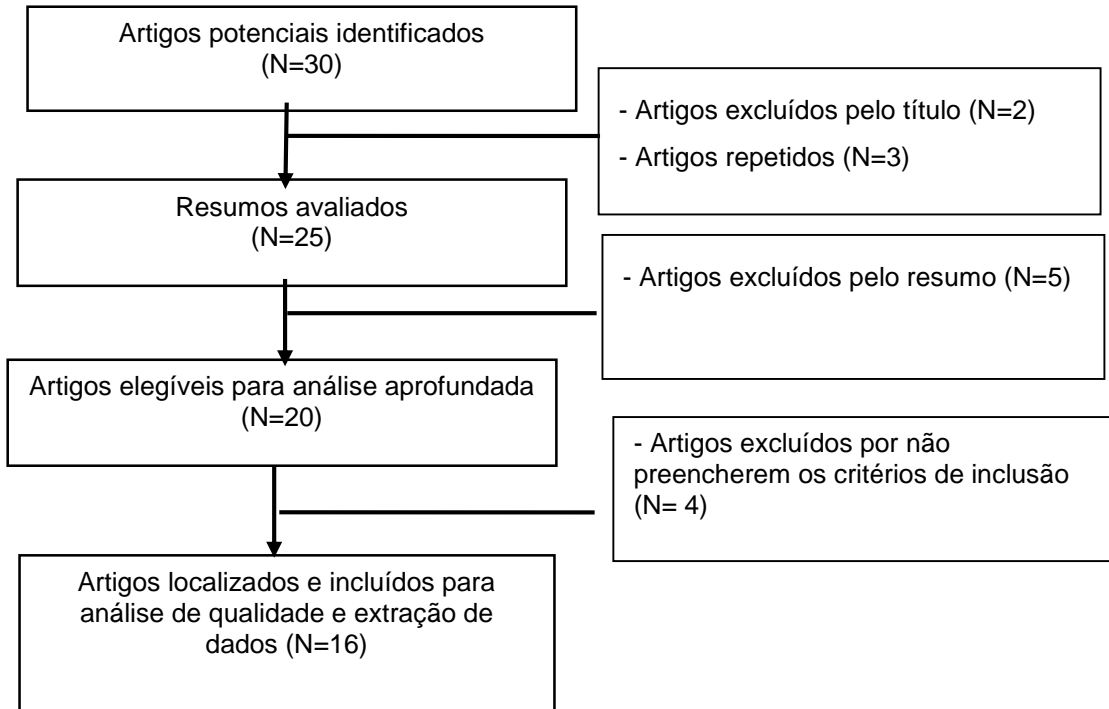 Artigos potenciais identificados
(N=30)
- Artigos excluídos pelo título (N=2)
- Artigos repetidos (N=3)
Resumos avaliados
(N=25)
- Artigos excluídos pelo resumo (N=5)
Artigos elegíveis para análise aprofundada
(N=20)
- Artigos excluídos por não
preencherem os critérios de inclusão
(N= 4)
Artigos localizados e incluídos para
análise de qualidade e extração de
dados (N=16)